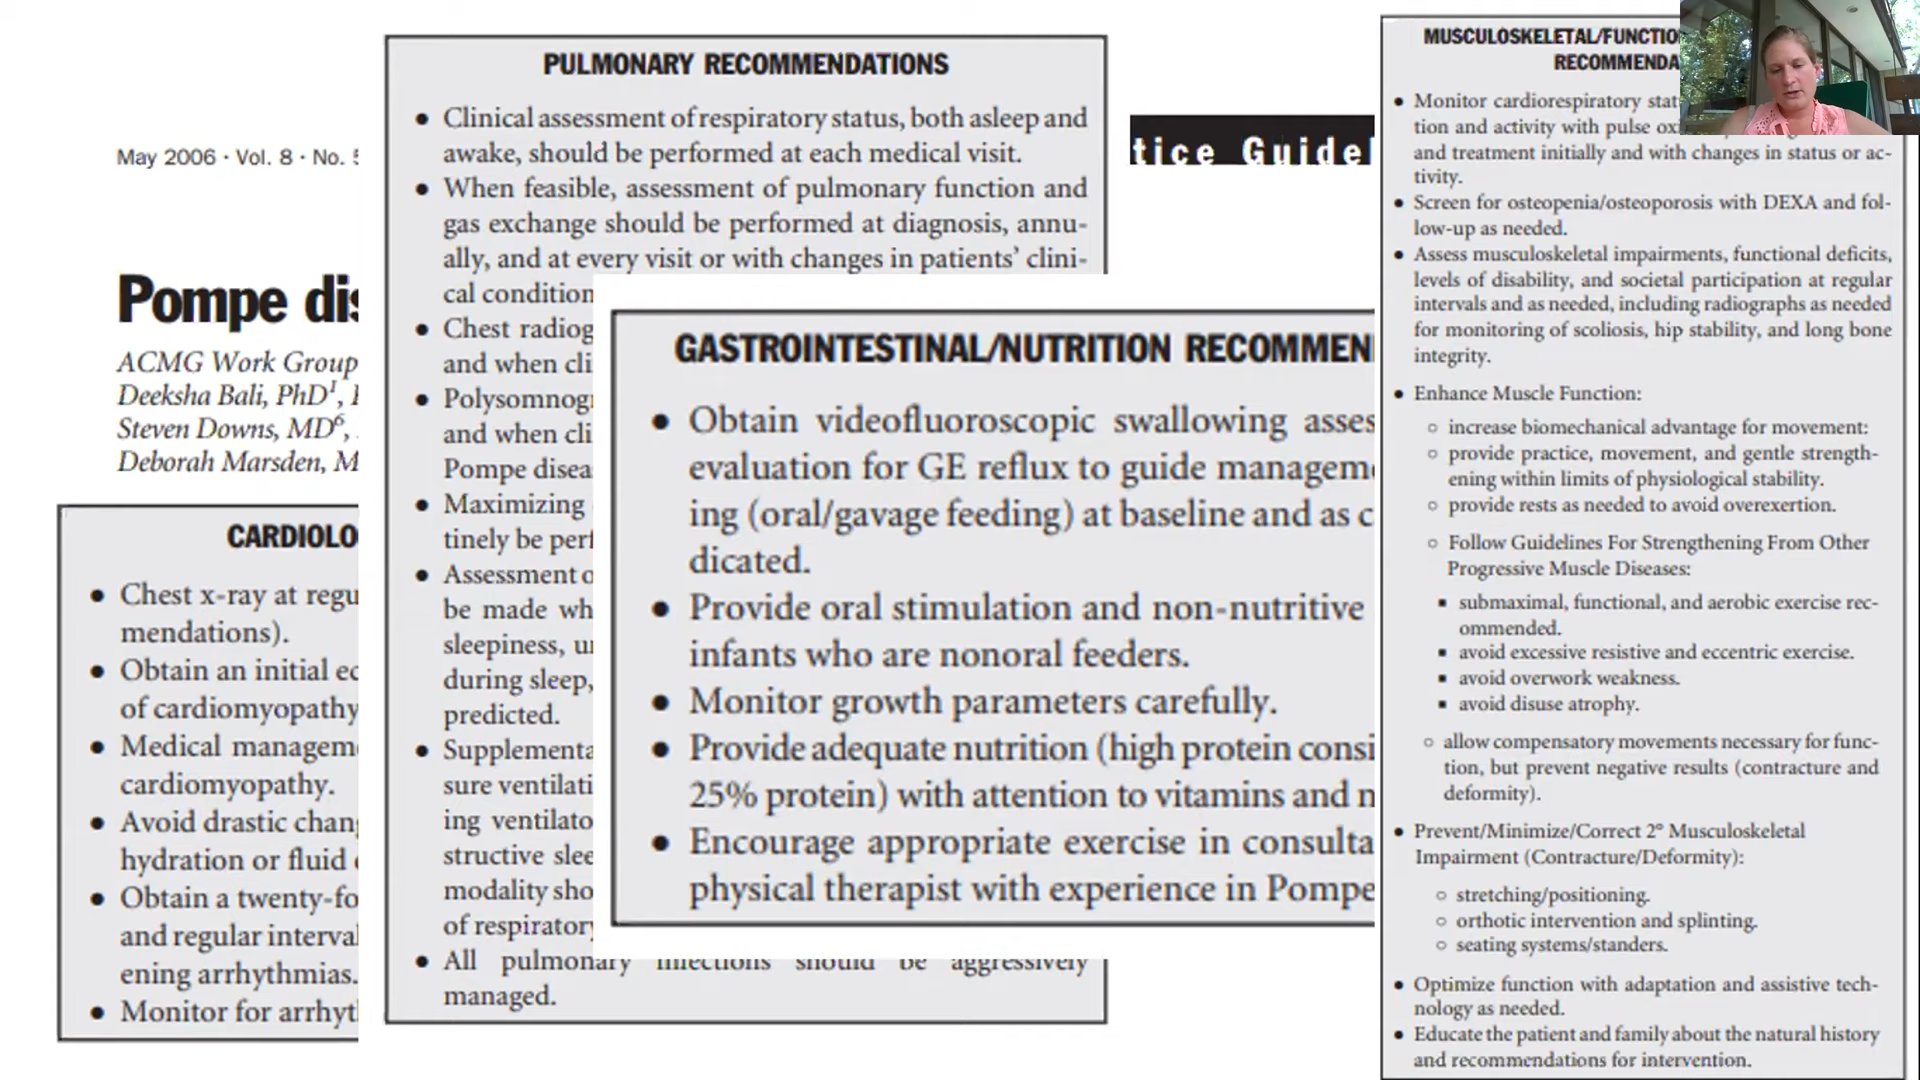 May 2006 · Vol. 8 · No.
Pompe
ACMG Work Group
Deeksha Bali, PhD1,
Steven Downs, MD6,
Deborah Marsden,
CARDIOLO
● Chest x-ray at regu
mendations).
● Obtain an initial
of cardiomyopathy
● Medical managem
cardiomyopathy.
● Avoid drastic chan
hydration or fluid
● Obtain a twenty-fo
and regular interval
ening arrhythmias.
● Monitor for arrhyt
PULMONARY RECOMMENDATIONS
● Clinical assessment of respiratory status, both asleep and
awake, should be performed at each medical visit.
● When feasible, assessment of pulmonary function and
gas exchange should be performed at diagnosis, annu-
ally, and at every visit or with changes in patients' clini-
cal condition
● Chest radiog
and when cli
● Polysomnog
and when cli
Pompe disea
● Maximizing
tinely be perf
● Assessment
be made wh
sleepiness,
during sleep,
predicted.
● Supplementa
sure ventilati
ing ventilato
structive slee
modality sho
of respiratory
● All pulmonary infections should be aggressively
managed.
tice Guidel
GASTROINTESTINAL/NUTRITION RECOMMEN
● Obtain videofluoroscopic swallowing asses
evaluation for GE reflux to guide managem
ing (oral/gavage feeding) at baseline and as c
dicated.
● Provide oral stimulation and non-nutritive
infants who are nonoral feeders.
● Monitor growth parameters carefully.
● Provide adequate nutrition (high protein consi
25% protein) with attention to vitamins and
● Encourage appropriate exercise in consulta
physical therapist with experience in Pompe
MUSCULOSKELETAL/FUNCTIO
RECOMMENDA
● Monitor cardiorespiratory stat
tion and activity with pulse
and treatment initially and with changes in status or ac-
tivity.
● Screen for osteopenia/osteoporosis with DEXA and fol-
low-up as needed.
● Assess musculoskeletal impairments, functional deficits,
levels of disability, and societal participation at regular
intervals and as needed, including radiographs as needed
for monitoring of scoliosis, hip stability, and long bone
integrity.
● Enhance Muscle Function:
○ increase biomechanical advantage for movement:
○ provide practice, movement, and gentle strength-
ening within limits of physiological stability.
○ provide rests as needed to avoid overexertion.
○ Follow Guidelines For Strengthening From Other
Progressive Muscle Diseases:
▪ submaximal, functional, and aerobic exercise rec-
ommended.
▪ avoid excessive resistive and eccentric exercise.
▪ avoid overwork weakness.
▪ avoid disuse atrophy.
○ allow compensatory movements necessary for func-
tion, but prevent negative results (contracture and
deformity).
● Prevent/Minimize/Correct 2° Musculoskeletal
Impairment (Contracture/Deformity):
○ stretching/positioning.
○ orthotic intervention and splinting.
○ seating systems/standers.
● Optimize function with adaptation and assistive tech-
nology as needed.
● Educate the patient and family about the natural history
and recommendations for intervention.